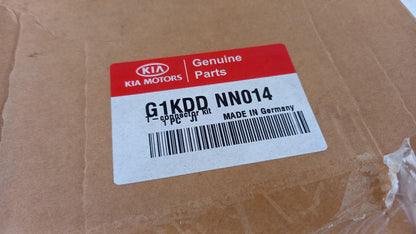 KIA
KIA MOTORS
Genuine
Parts
G1KDD NN014
T-connector kit
1 PC JI MADE IN Germany